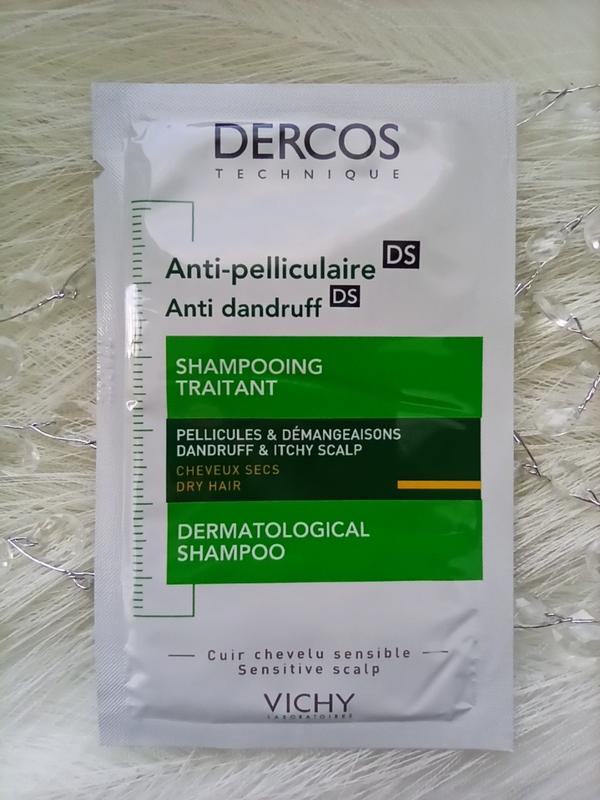 DERCOS
TECHNIQUE
Anti-pelliculaire DS
Anti dandruff DS
SHAMPOOING
TRAITANT
PELLICULES & DÉMANGEAISONS
DANDRUFF & ITCHY SCALP
CHEVEUX SECS
DRY HAIR
DERMATOLOGICAL
SHAMPOO
Cuir chevelu sensible
Sensitive scalp
VICHY
LABORATOIRES